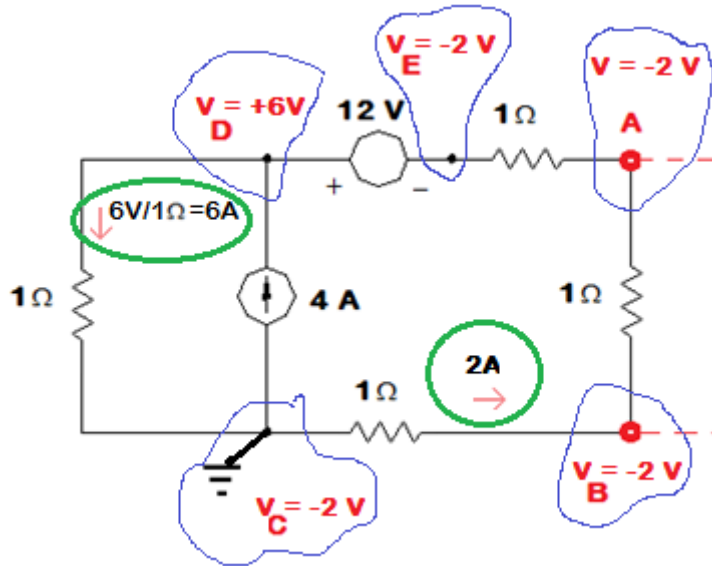 V = -2 V
E
V = -2 V
V = +6V
D
12 V
1Ω
A
+
-
6V/1Ω=6A
1Ω
4 A
1Ω
2A
1Ω
V = -2 V
B
V = -2 V
C